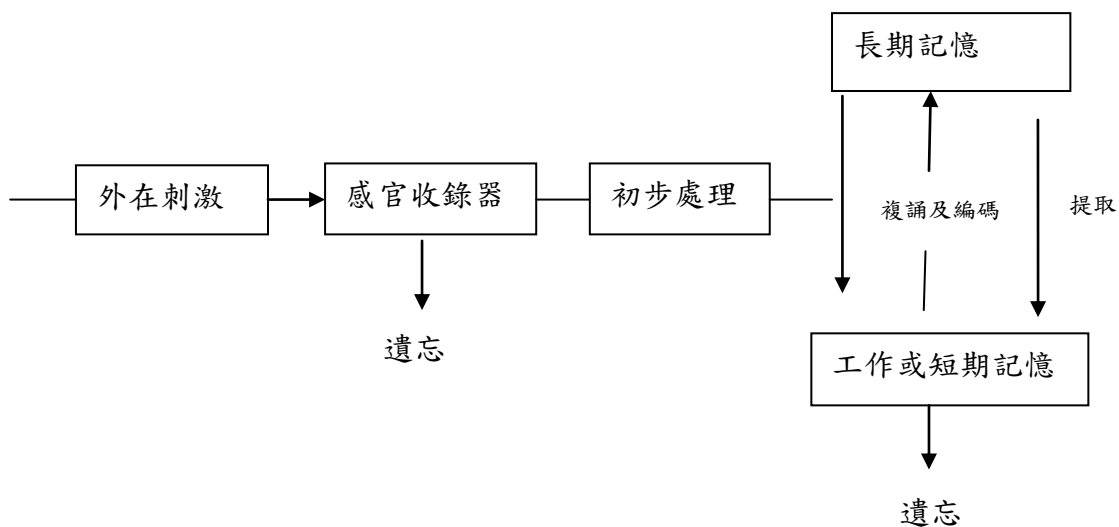 長期記憶
外在刺激
感官收錄器
初步處理
複誦及編碼
提取
遺忘
工作或短期記憶
遺忘